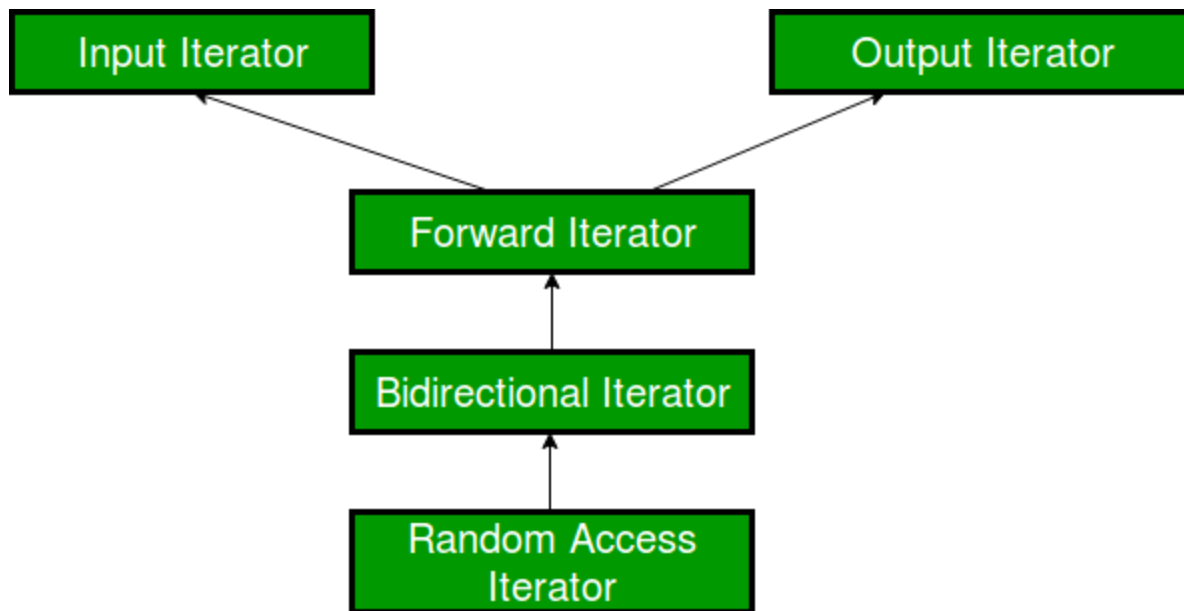 Input Iterator
Output Iterator
Forward Iterator
Bidirectional Iterator
Random Access
Iterator